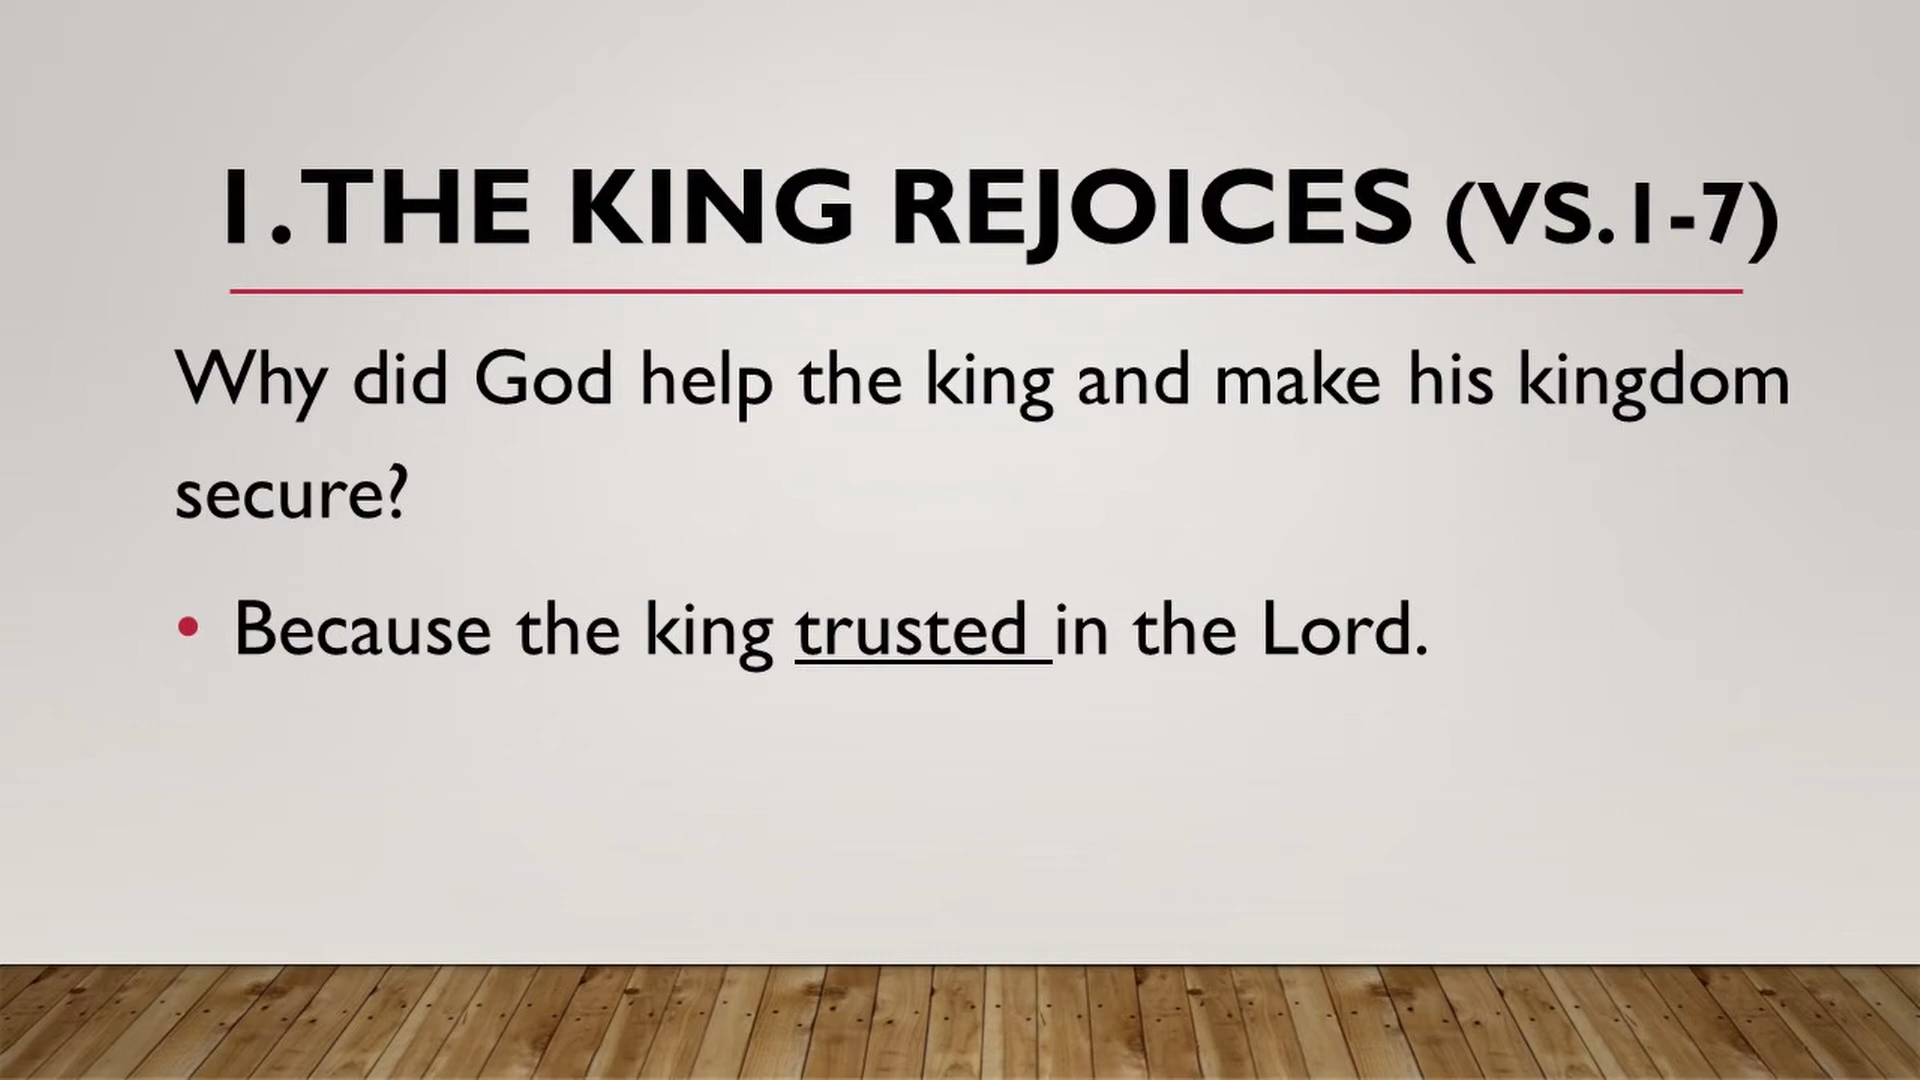 1. THE KING REJOICES (VS. 1-7)
Why did God help the king and make his kingdom
secure?
• Because the king trusted in the Lord.